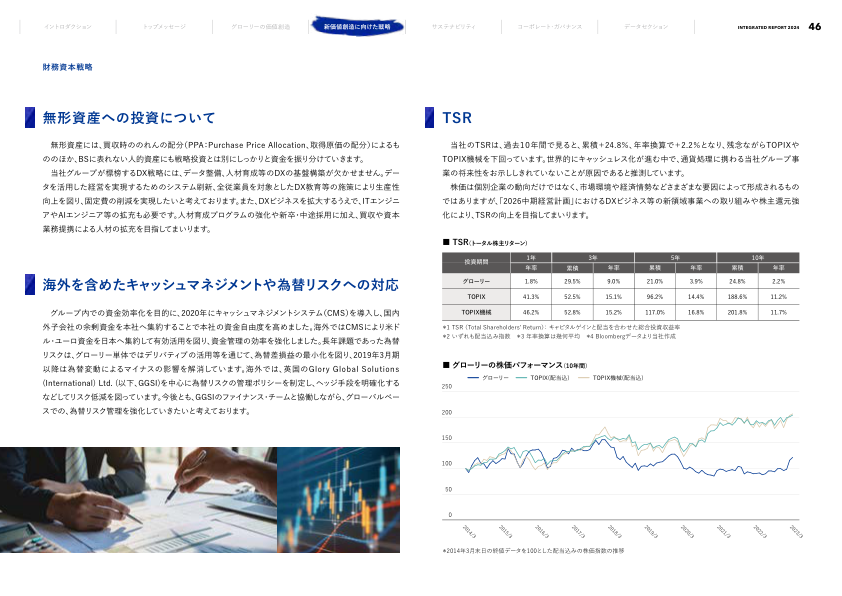 イントロダクション
トップメッセージ
グローリーの価値創造
新価値創造に向けた戦略
サステナビリティ
コーポレート・ガバナンス
データセクション
INTEGRATED REPORT 2024 46
財務資本戦略
無形資産への投資について
無形資産には、買収時ののれんの配分（PPA：Purchase Price Allocation、取得原価の配分）によるも
ののほか、BSに表れない人的資産にも戦略投資とは別にしっかりと資金を振り分けていきます。
当社グループが標榜するDX戦略には、データ整備、人材育成等のDXの基盤構築が欠かせません。デー
タを活用した経営を実現するためのシステム刷新、全従業員を対象としたDX教育等の施策により生産性
向上を図り、固定費の削減を実現したいと考えております。また、DXビジネスを拡大するうえで、ITエンジニ
アやAIエンジニア等の拡充も必要です。人材育成プログラムの強化や新卒・中途採用に加え、買収や資本
業務提携による人材の拡充を目指してまいります。
海外を含めたキャッシュマネジメントや為替リスクへの対応
グループ内での資金効率化を目的に、2020年にキャッシュマネジメントシステム（CMS）を導入し、国内
外子会社の余剰資金を本社へ集約することで本社の資金自由度を高めました。海外ではCMSにより米ド
ル・ユーロ資金を日本へ集約して有効活用を図り、資金管理の効率を強化しました。長年課題であった為替
リスクは、グローリー単体ではデリバティブの活用等を通じて、為替差損益の最小化を図り、2019年3月期
以降は為替変動によるマイナスの影響を解消しています。海外では、英国のGlory Global Solutions
(International) Ltd.（以下、GGSI)を中心に為替リスクの管理ポリシーを制定し、ヘッジ手段を明確化する
などしてリスク低減を図っています。今後とも、GGSIのファイナンス・チームと協働しながら、グローバルベー
スでの、為替リスク管理を強化していきたいと考えております。
TSR
当社のTSRは、過去10年間で見ると、累積+24.8%、年率換算で+2.2%となり、残念ながらTOPIXや
TOPIX機械を下回っています。世界的にキャッシュレス化が進む中で、通貨処理に携わる当社グループ事
業の将来性をお示ししきれていないことが原因であると推測しています。
株価は個別企業の動向だけではなく、市場環境や経済情勢などさまざまな要因によって形成されるもの
ではありますが、「2026中期経営計画」におけるDXビジネス等の新領域事業への取り組みや株主還元強
化により、TSRの向上を目指してまいります。
■ TSR（トータル株主リターン）
投資期間 1年 3年 5年 10年
年率 累積 年率 累積 年率 累積 年率
グローリー 1.8% 29.5% 9.0% 21.0% 3.9% 24.8% 2.2%
TOPIX 41.3% 52.5% 15.1% 96.2% 14.4% 188.6% 11.2%
TOPIX機械 46.2% 52.8% 15.2% 117.0% 16.8% 201.8% 11.7%
*1 TSR（Total Shareholders' Return）：キャピタルゲインと配当を合わせた総合投資収益率
*2 いずれも配当込み指数 *3 年率換算は幾何平均 *4 Bloombergデータより当社作成
■ グローリーの株価パフォーマンス（10年間）
グローリー TOPIX(配当込) TOPIX機械(配当込)
250
200
150
100
50
0
2014/3 2015/3 2016/3 2017/3 2018/3 2019/3 2020/3 2021/3 2022/3 2023/3
*2014年3月末日の終値データを100とした配当込みの株価指数の推移